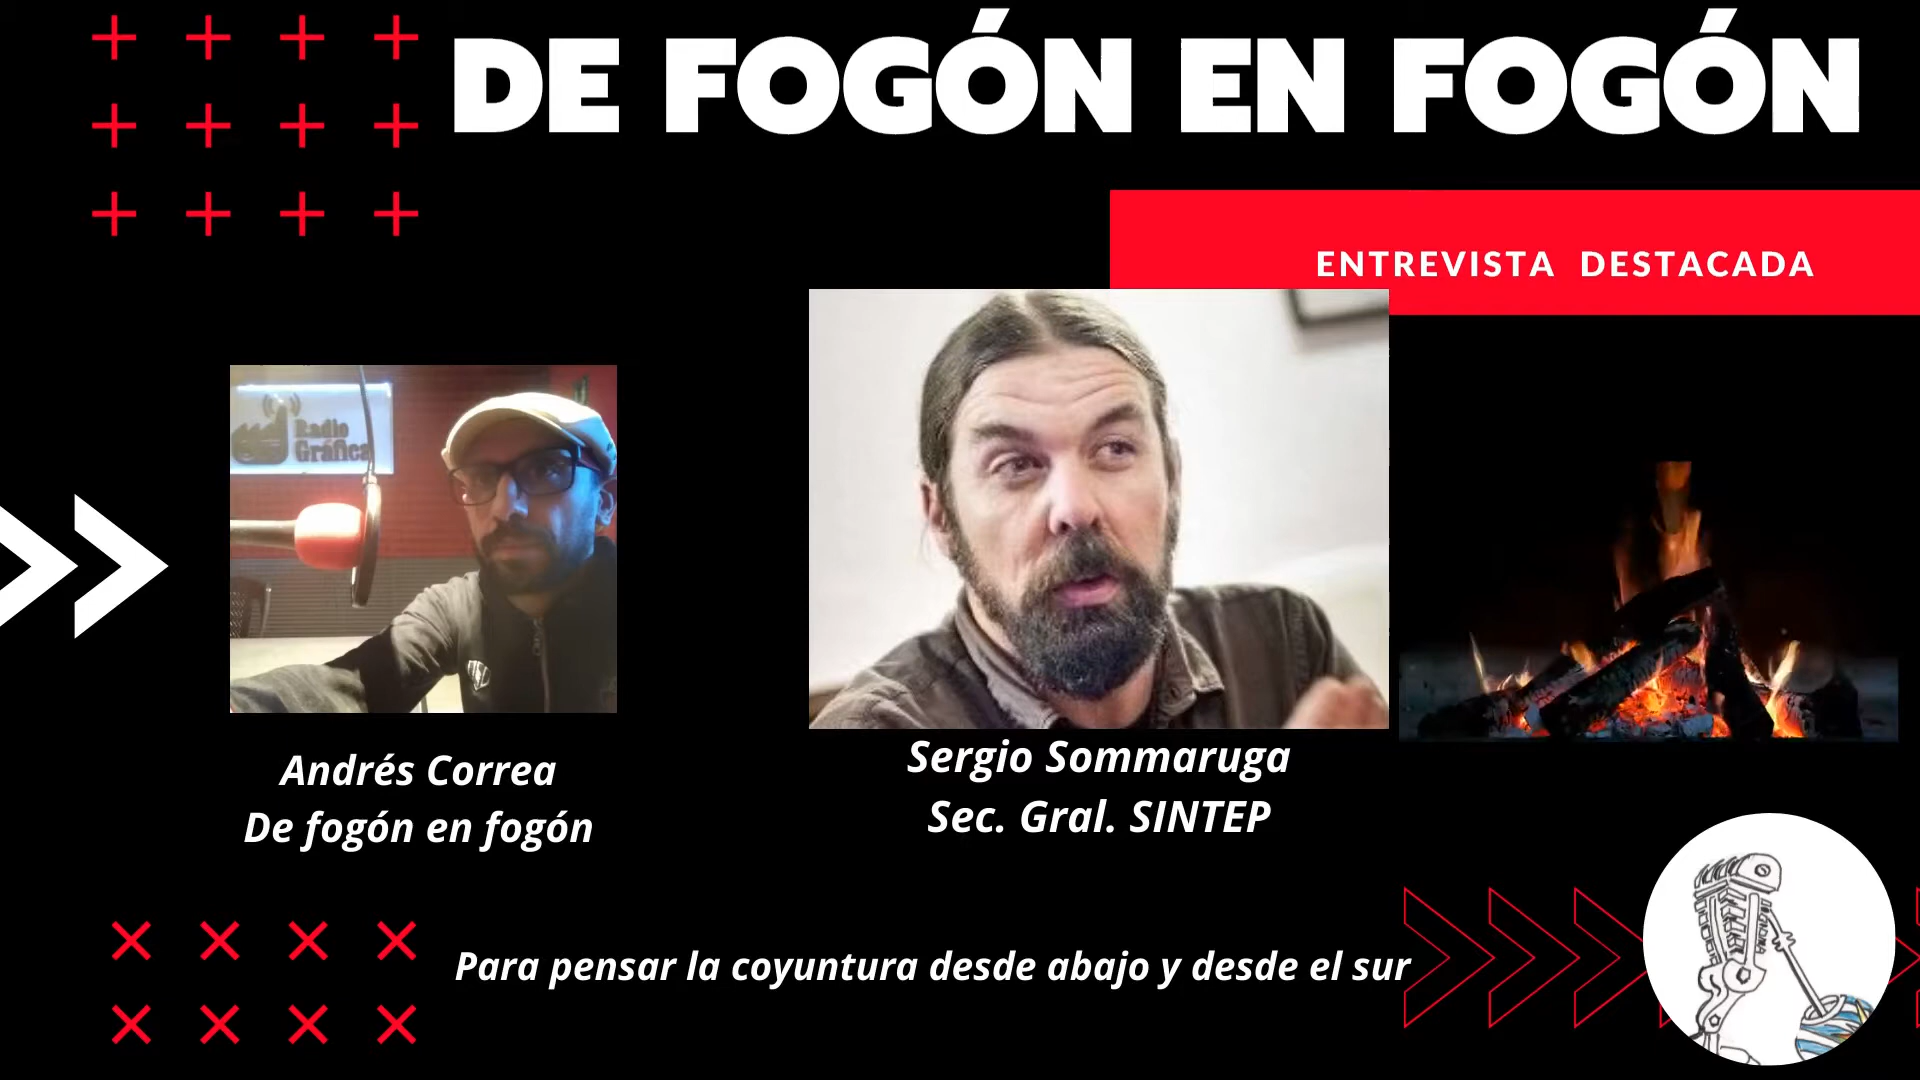 DE FOGÓN EN FOGÓN
ENTREVISTA DESTACADA
Radio
Gráfica
Andrés Correa
De fogón en fogón
Sergio Sommaruga
Sec. Gral. SINTEP
Para pensar la coyuntura desde abajo y desde el sur